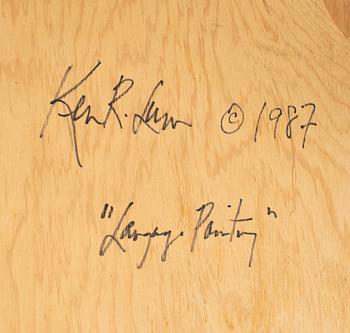 Ken R. Lum © 1987
"Language Painting"